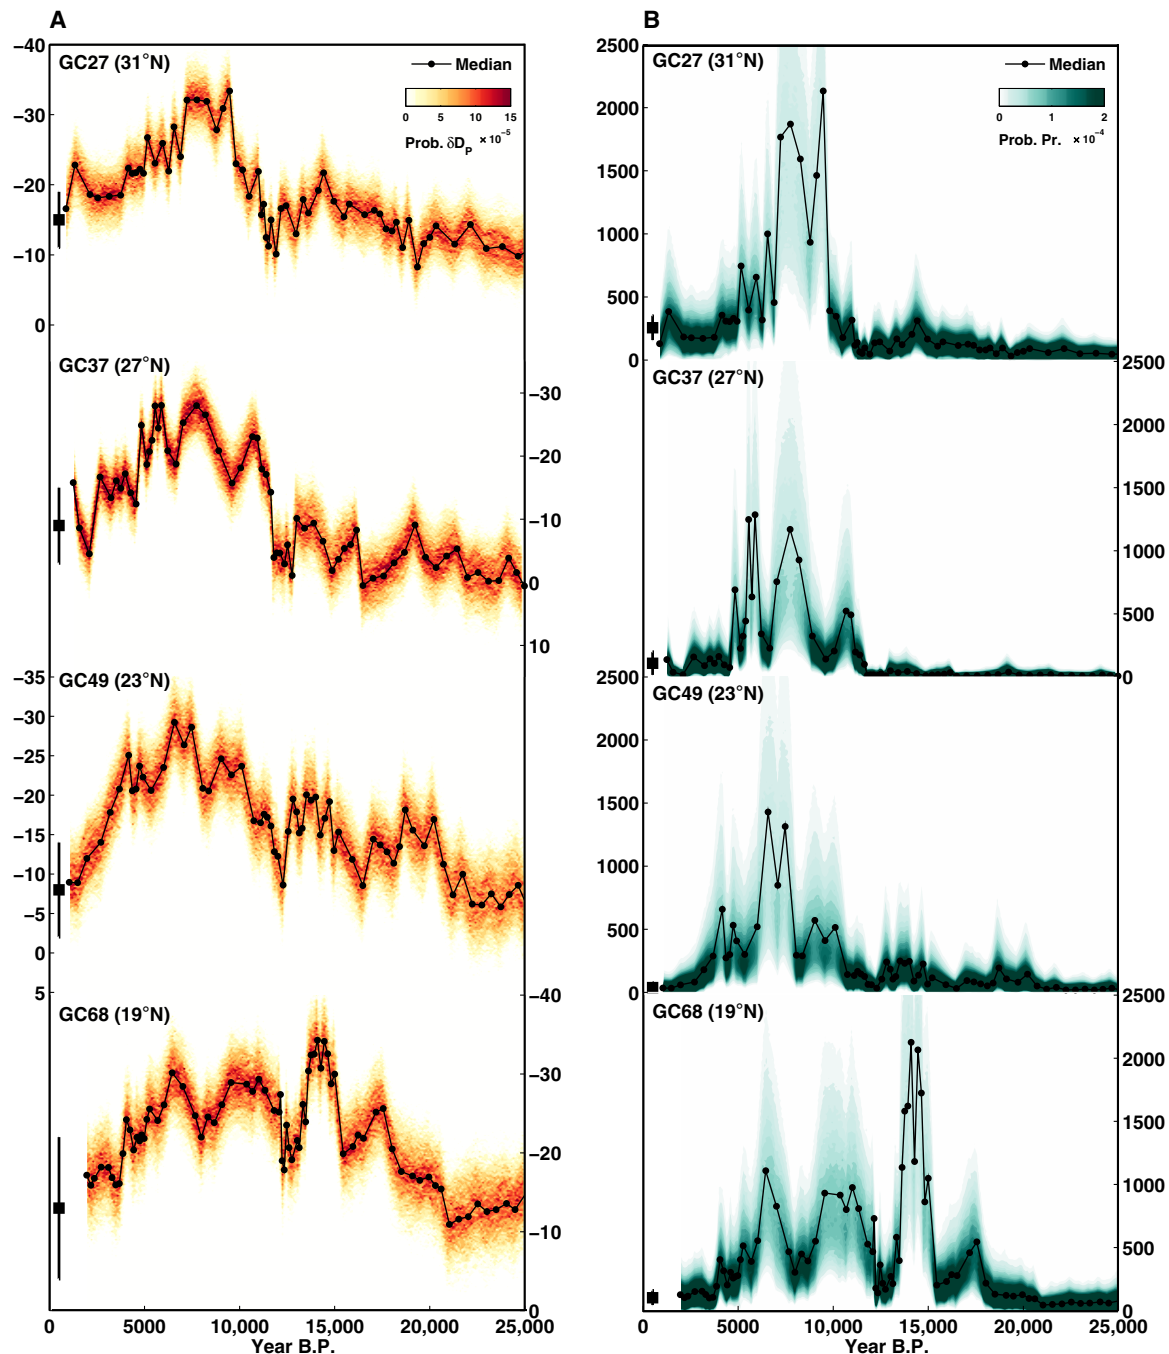 A
B
−40
−30
−20
−10
0
GC27 (31°N)
Median
0 5 10 15
Prob. δDP × 10-5
2500
2000
1500
1000
500
0
GC27 (31°N)
Median
0 1 2
Prob. Pr. × 10-4
GC37 (27°N)
−30
−20
−10
0
10
GC37 (27°N)
2500
2000
1500
1000
500
0
−35
−30
−25
−20
−15
−10
−5
0
5
GC49 (23°N)
2500
2000
1500
1000
500
0
GC49 (23°N)
GC68 (19°N)
−40
−30
−20
−10
0
GC68 (19°N)
2500
2000
1500
1000
500
0
0 5000 10,000 15,000 20,000 25,000
Year B.P.
0 5000 10,000 15,000 20,000 25,000
Year B.P.